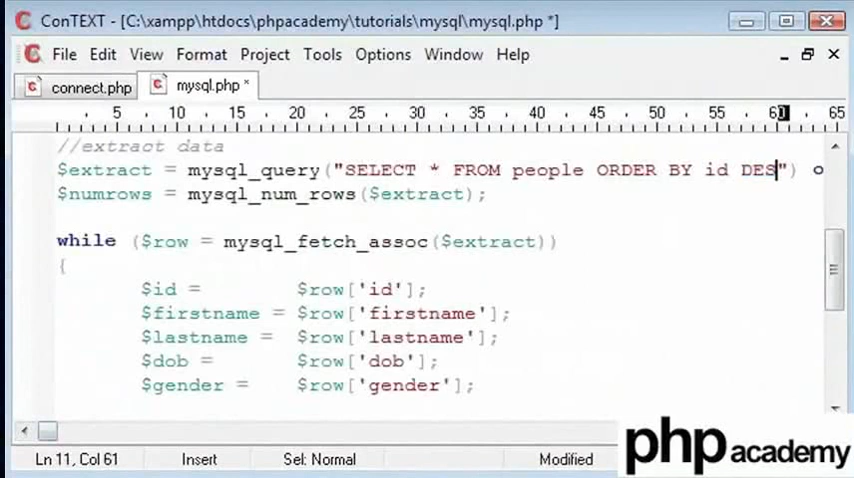 ConTEXT - [C:\xampp\htdocs\phpacademy\tutorials\mysql\mysql.php *]
File Edit View Format Project Tools Options Window Help
connect.php mysql.php *
5 10 15 20 25 30 35 40 45 50 55 60 65
//extract data
$extract = mysql_query("SELECT * FROM people ORDER BY id DES") o
$numrows = mysql_num_rows($extract);
while ($row = mysql_fetch_assoc($extract))
{
$id = $row['id'];
$firstname = $row['firstname'];
$lastname = $row['lastname'];
$dob = $row['dob'];
$gender = $row['gender'];
Ln 11, Col 61 Insert Sel: Normal Modified
php academy